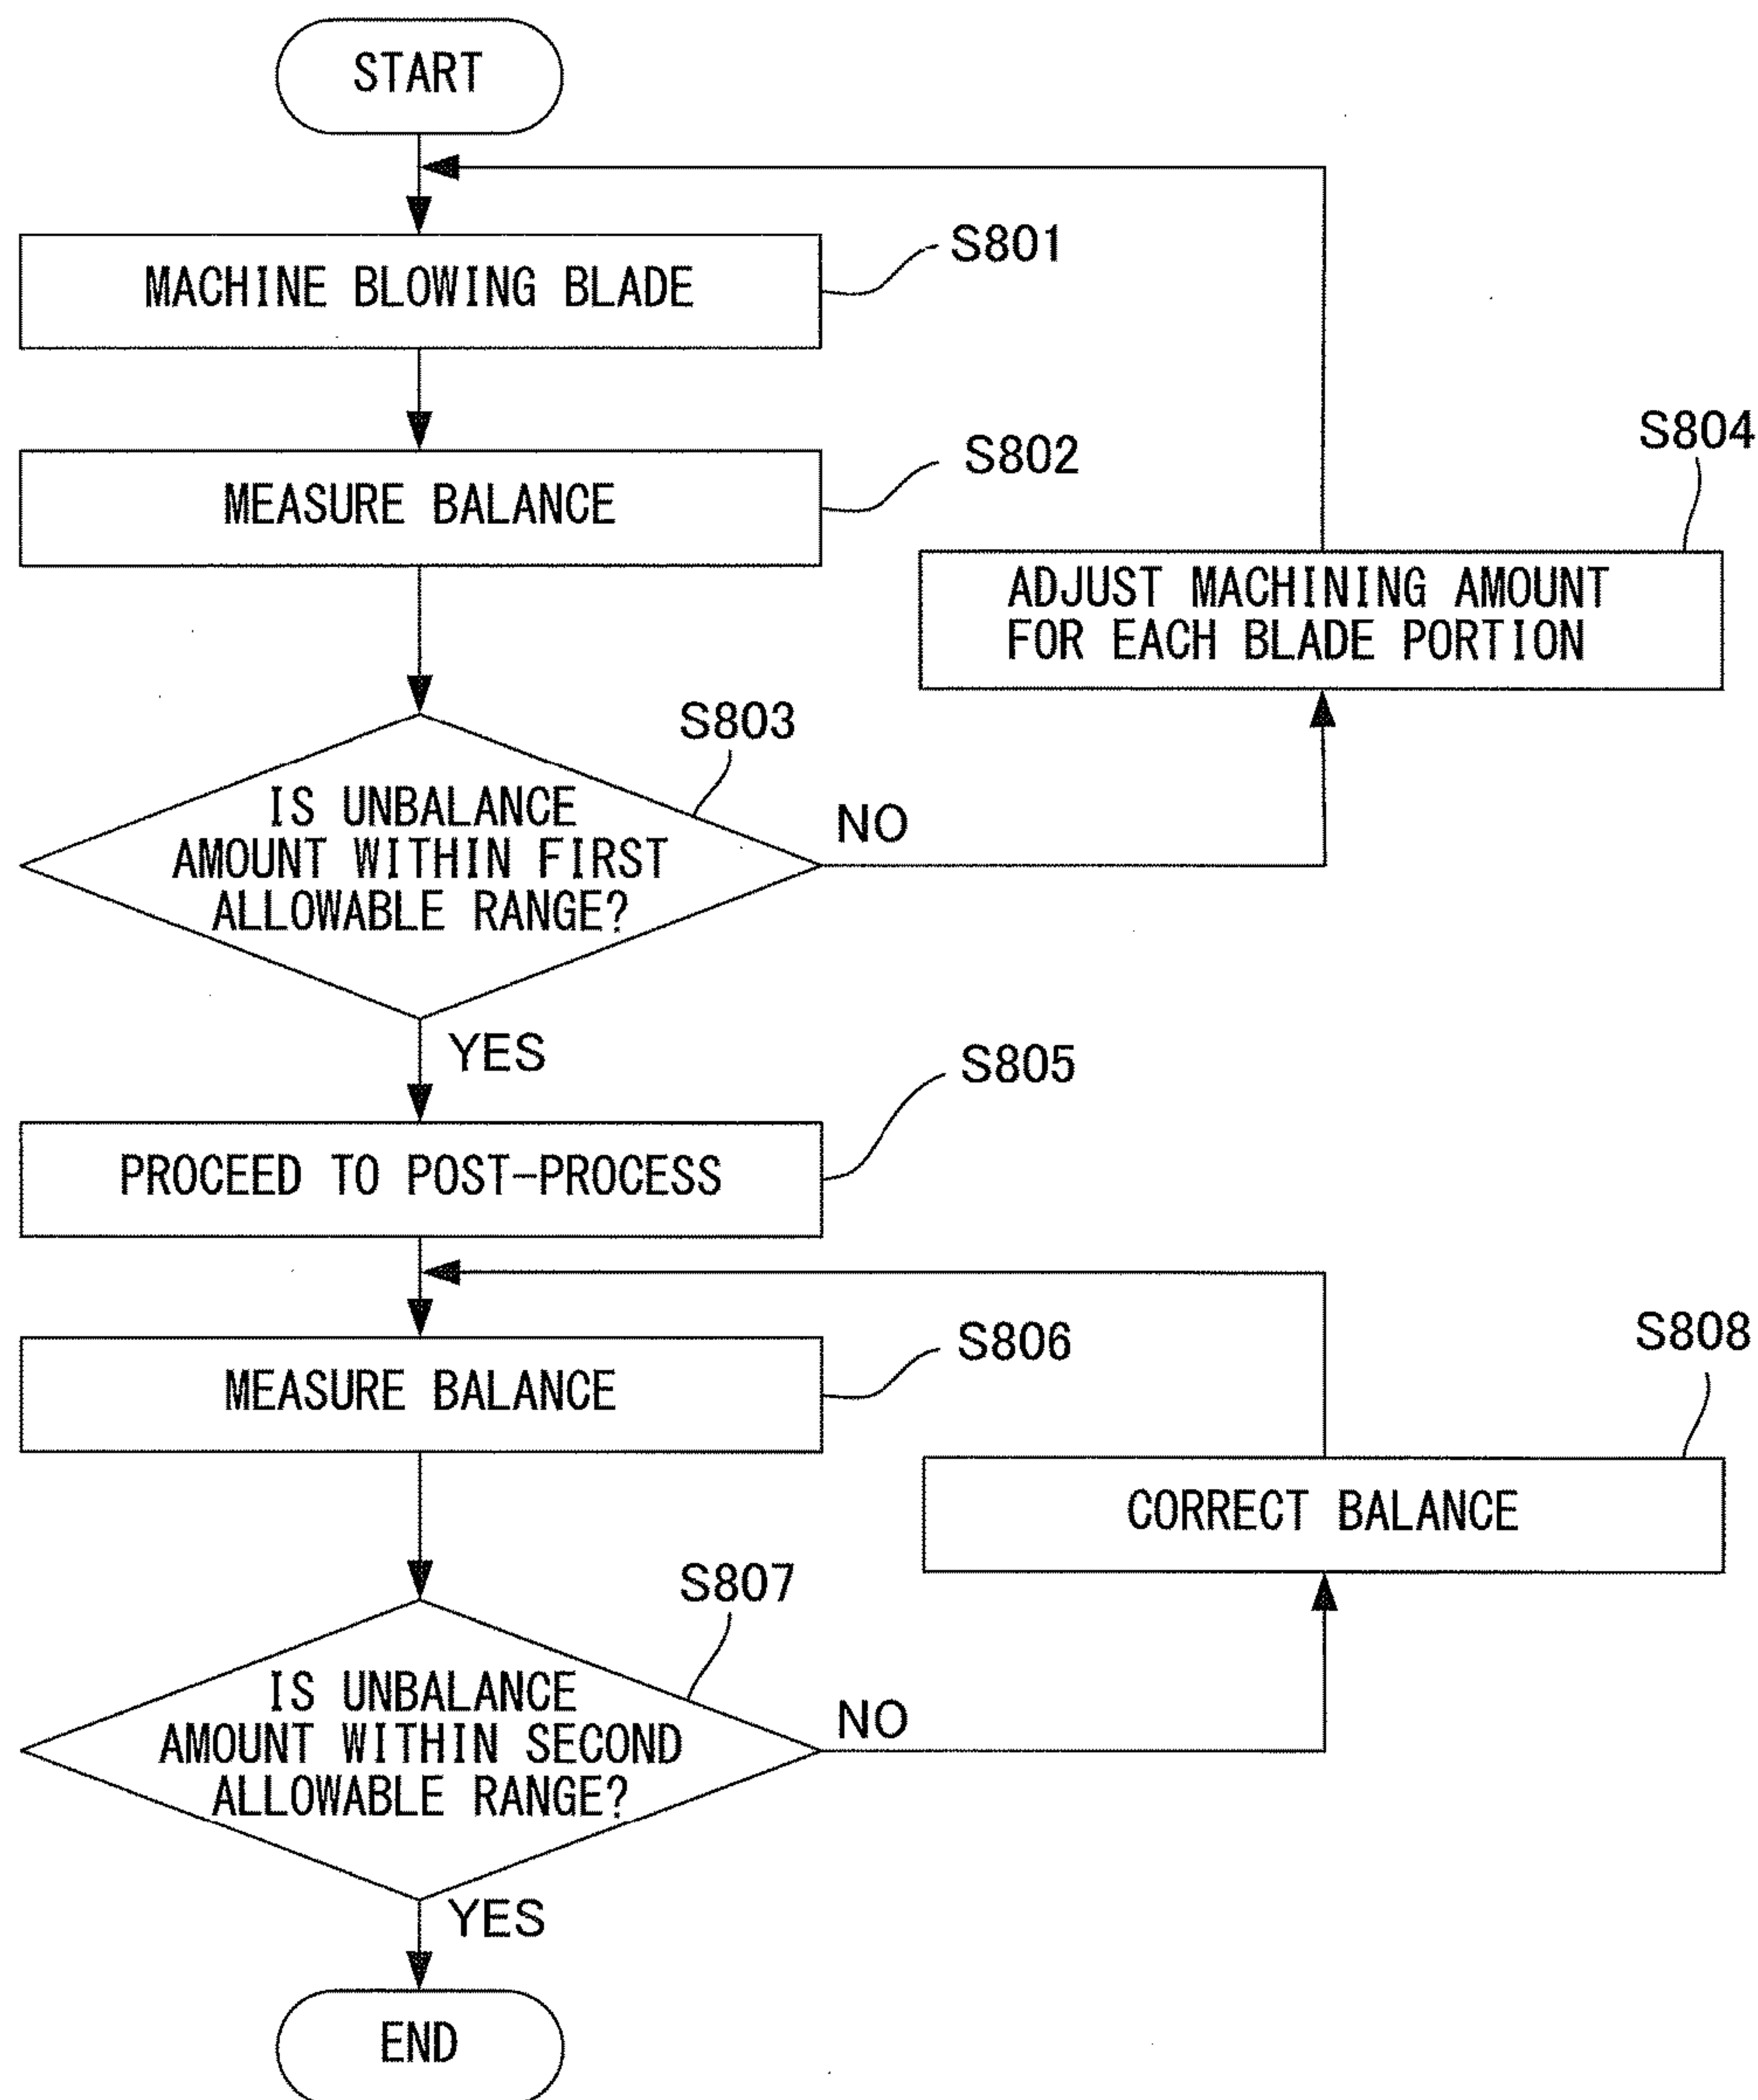 START
S801
MACHINE BLOWING BLADE
S802
MEASURE BALANCE
S804
ADJUST MACHINING AMOUNT
FOR EACH BLADE PORTION
S803
IS UNBALANCE
AMOUNT WITHIN FIRST
ALLOWABLE RANGE?
NO
YES
S805
PROCEED TO POST-PROCESS
S806
MEASURE BALANCE
S808
CORRECT BALANCE
S807
IS UNBALANCE
AMOUNT WITHIN SECOND
ALLOWABLE RANGE?
NO
YES
END